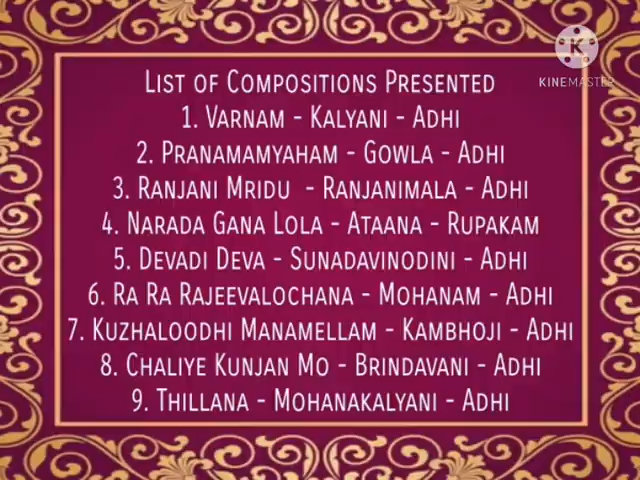 KINEMASTER
LIST OF COMPOSITIONS PRESENTED
1. VARNAM - KALYANI - ADHI
2. PRANAMAMYAHAM - GOWLA - ADHI
3. RANJANI MRIDU - RANJANIMALA - ADHI
4. NARADA GANA LOLA - ATAANA - RUPAKAM
5. DEVADI DEVA - SUNADAVINODINI - ADHI
6. RA RA RAJEEVALOCHANA - MOHANAM - ADHI
7. KUZHALOODHI MANAMELLAM - KAMBHOJI - ADHI
8. CHALIYE KUNJAN MO - BRINDAVANI - ADHI
9. THILLANA - MOHANAKALYANI - ADHI